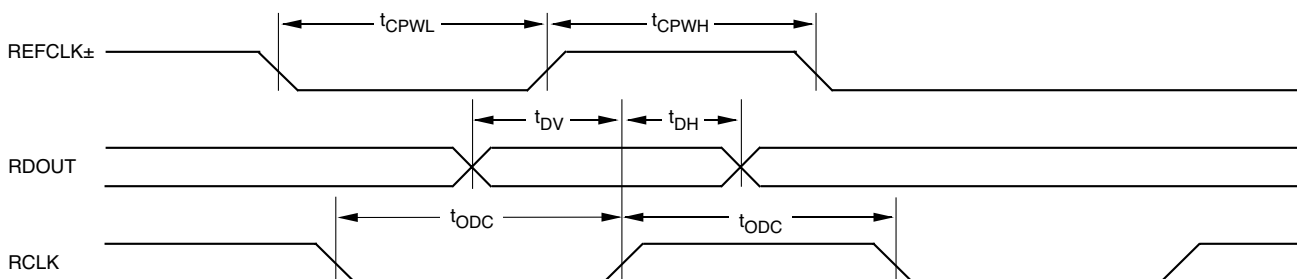 tCPWL tCPWH
REFCLK±
tDV tDH
RDOUT
tODC tODC
RCLK